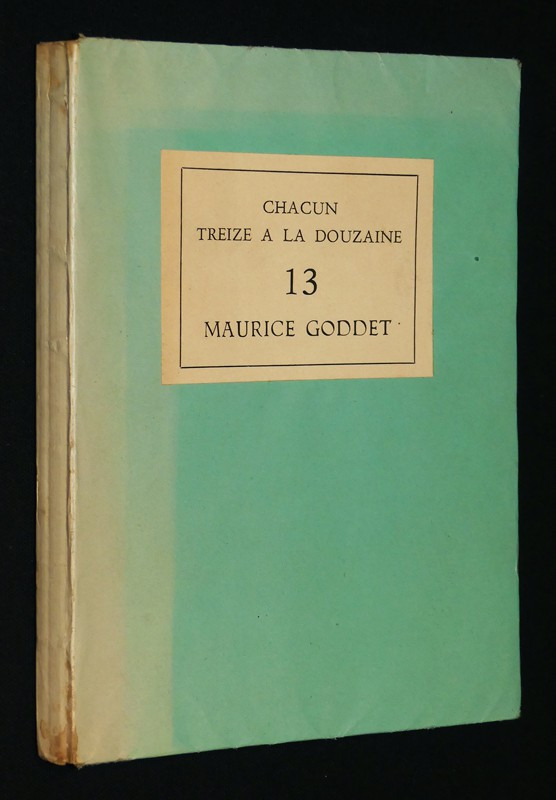 CHACUN
TREIZE A LA DOUZAINE
13
MAURICE GODDET